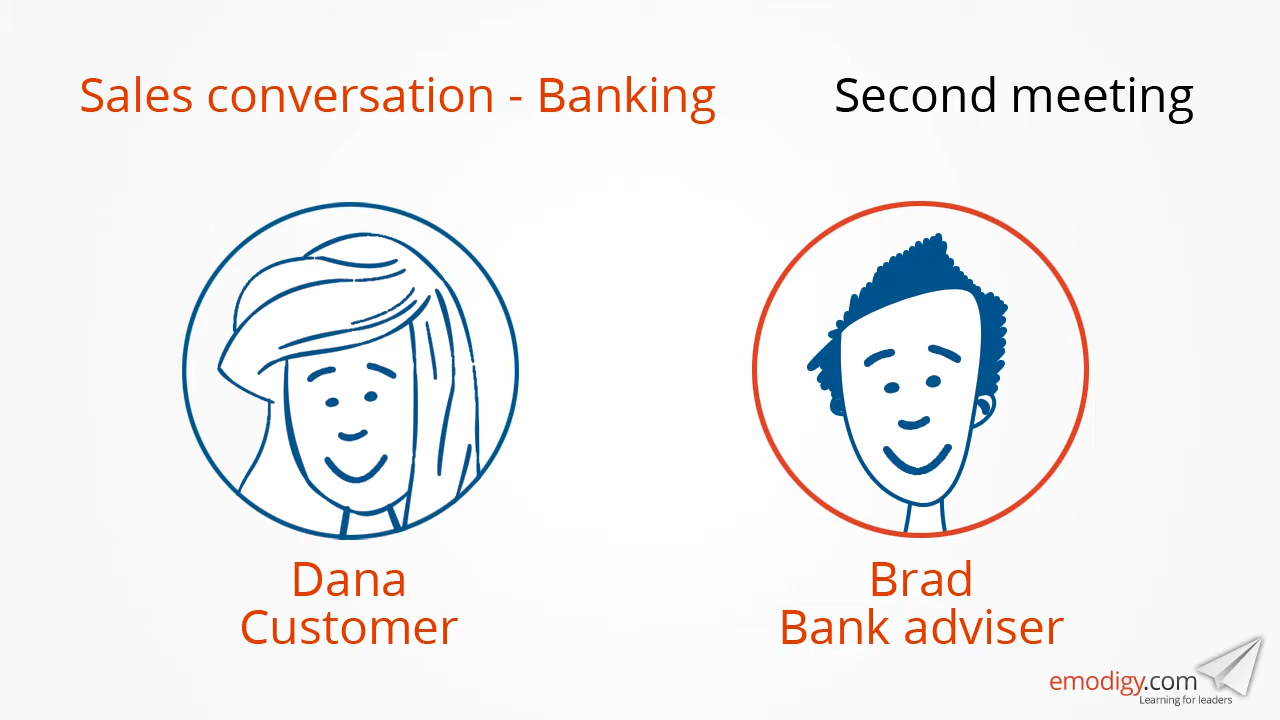 Sales conversation - Banking
Second meeting
Dana
Customer
Brad
Bank adviser
emodigy.com
Learning for leaders